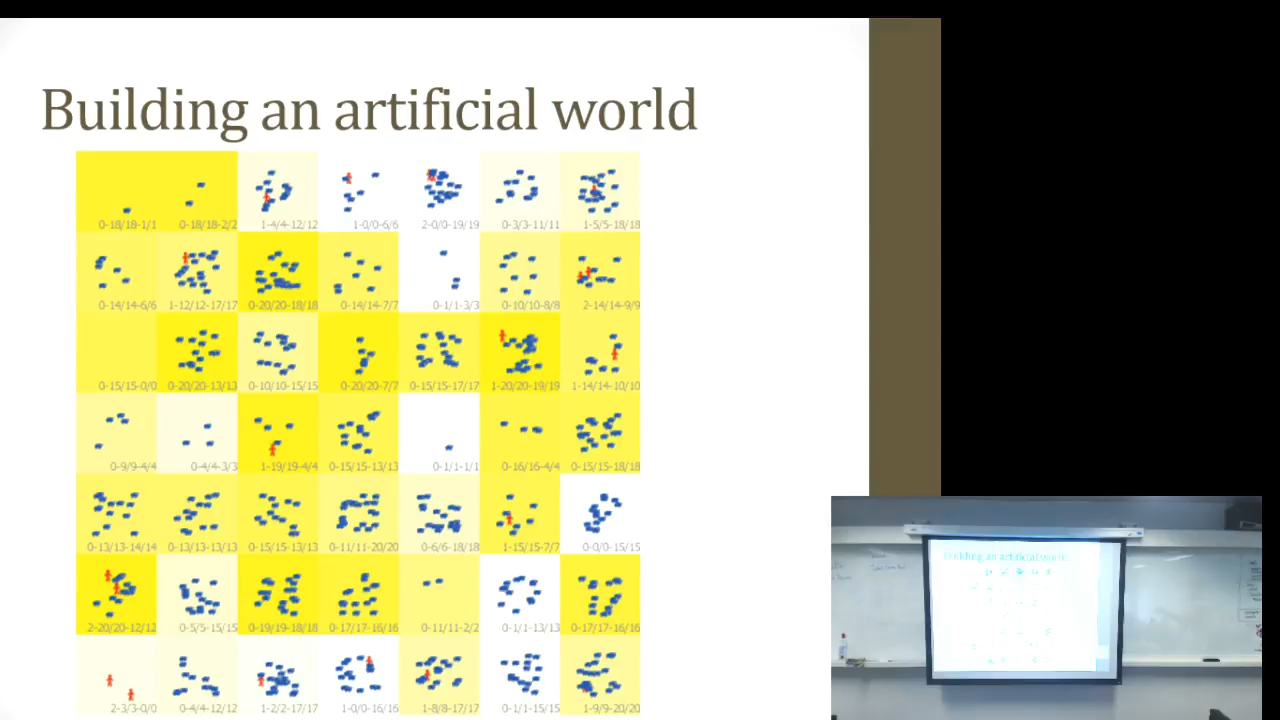 Building an artificial world
0-18/18-1/1 0-18/18-2/2 1-4/4-12/12 1-0/0-6/6 2-0/0-19/19 0-3/3-11/11 1-5/5-18/18
0-14/14-6/6 1-12/12-17/17 0-20/20-18/18 0-14/14-7/7 0-1/1-3/3 0-10/10-8/8 2-14/14-9/9
0-15/15-0/0 0-20/20-13/13 0-10/10-15/15 0-20/20-7/7 0-15/15-17/17 1-20/20-19/19 1-14/14-10/10
0-9/9-4/4 0-4/4-3/3 1-19/19-4/4 0-15/15-13/13 0-1/1-1/1 0-16/16-4/4 0-15/15-18/18
0-13/13-14/14 0-13/13-13/13 0-15/15-13/13 0-11/11-20/20 0-6/6-18/18 1-15/15-7/7 0-0/0-15/15
2-20/20-12/12 0-5/5-15/15 0-19/19-18/18 0-17/17-16/16 0-11/11-2/2 0-1/1-13/13 0-17/17-16/16
2-3/3-0/0 0-4/4-12/12 1-2/2-17/17 1-0/0-16/16 1-8/8-17/17 0-1/1-15/15 1-9/9-20/20
Building an artificial world